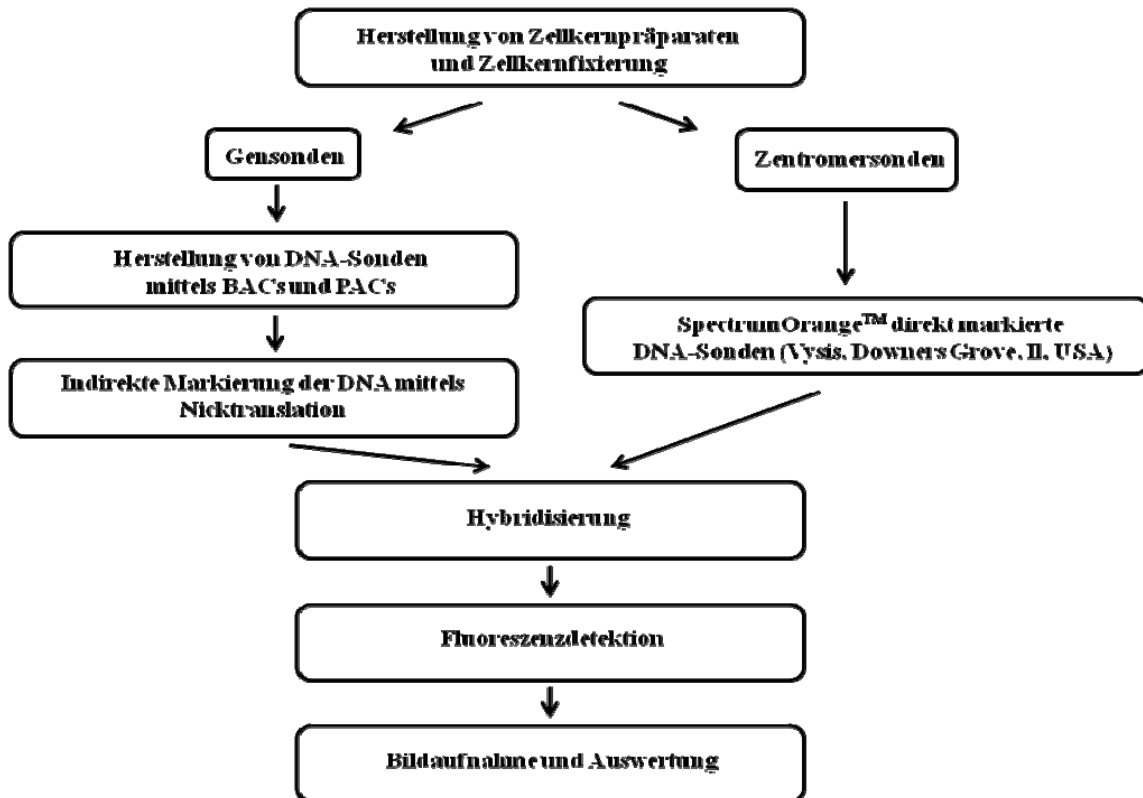 Herstellung von Zellkernpräparaten
und Zellkernfixierung
Gensonden
Zentromersonden
Herstellung von DNA-Sonden
mittels BAC's und PAC's
SpectrumOrange™ direkt markierte
DNA-Sonden (Vysis, Downers Grove, Il, USA)
Indirekte Markierung der DNA mittels
Nicktranslation
Hybridisierung
Fluoreszenzdetektion
Bildaufnahme und Auswertung